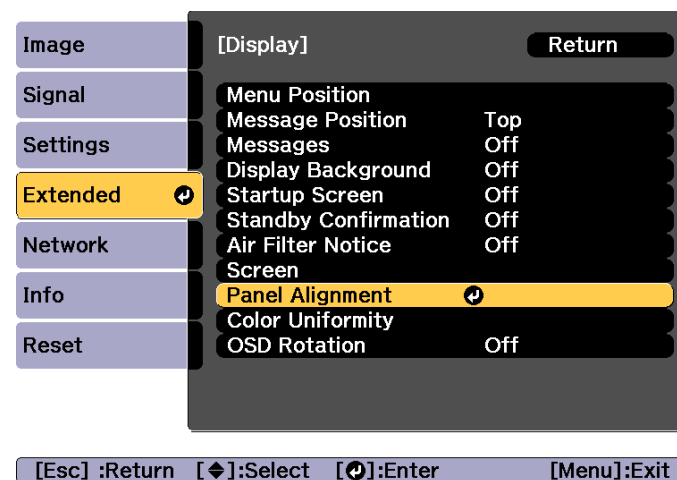 Image
Signal
Settings
Extended
Network
Info
Reset
[Display] Return
Menu Position
Message Position Top
Messages Off
Display Background Off
Startup Screen Off
Standby Confirmation Off
Air Filter Notice Off
Screen
Panel Alignment
Color Uniformity
OSD Rotation Off
[Esc] :Return [◆]:Select [↵]:Enter [Menu]:Exit